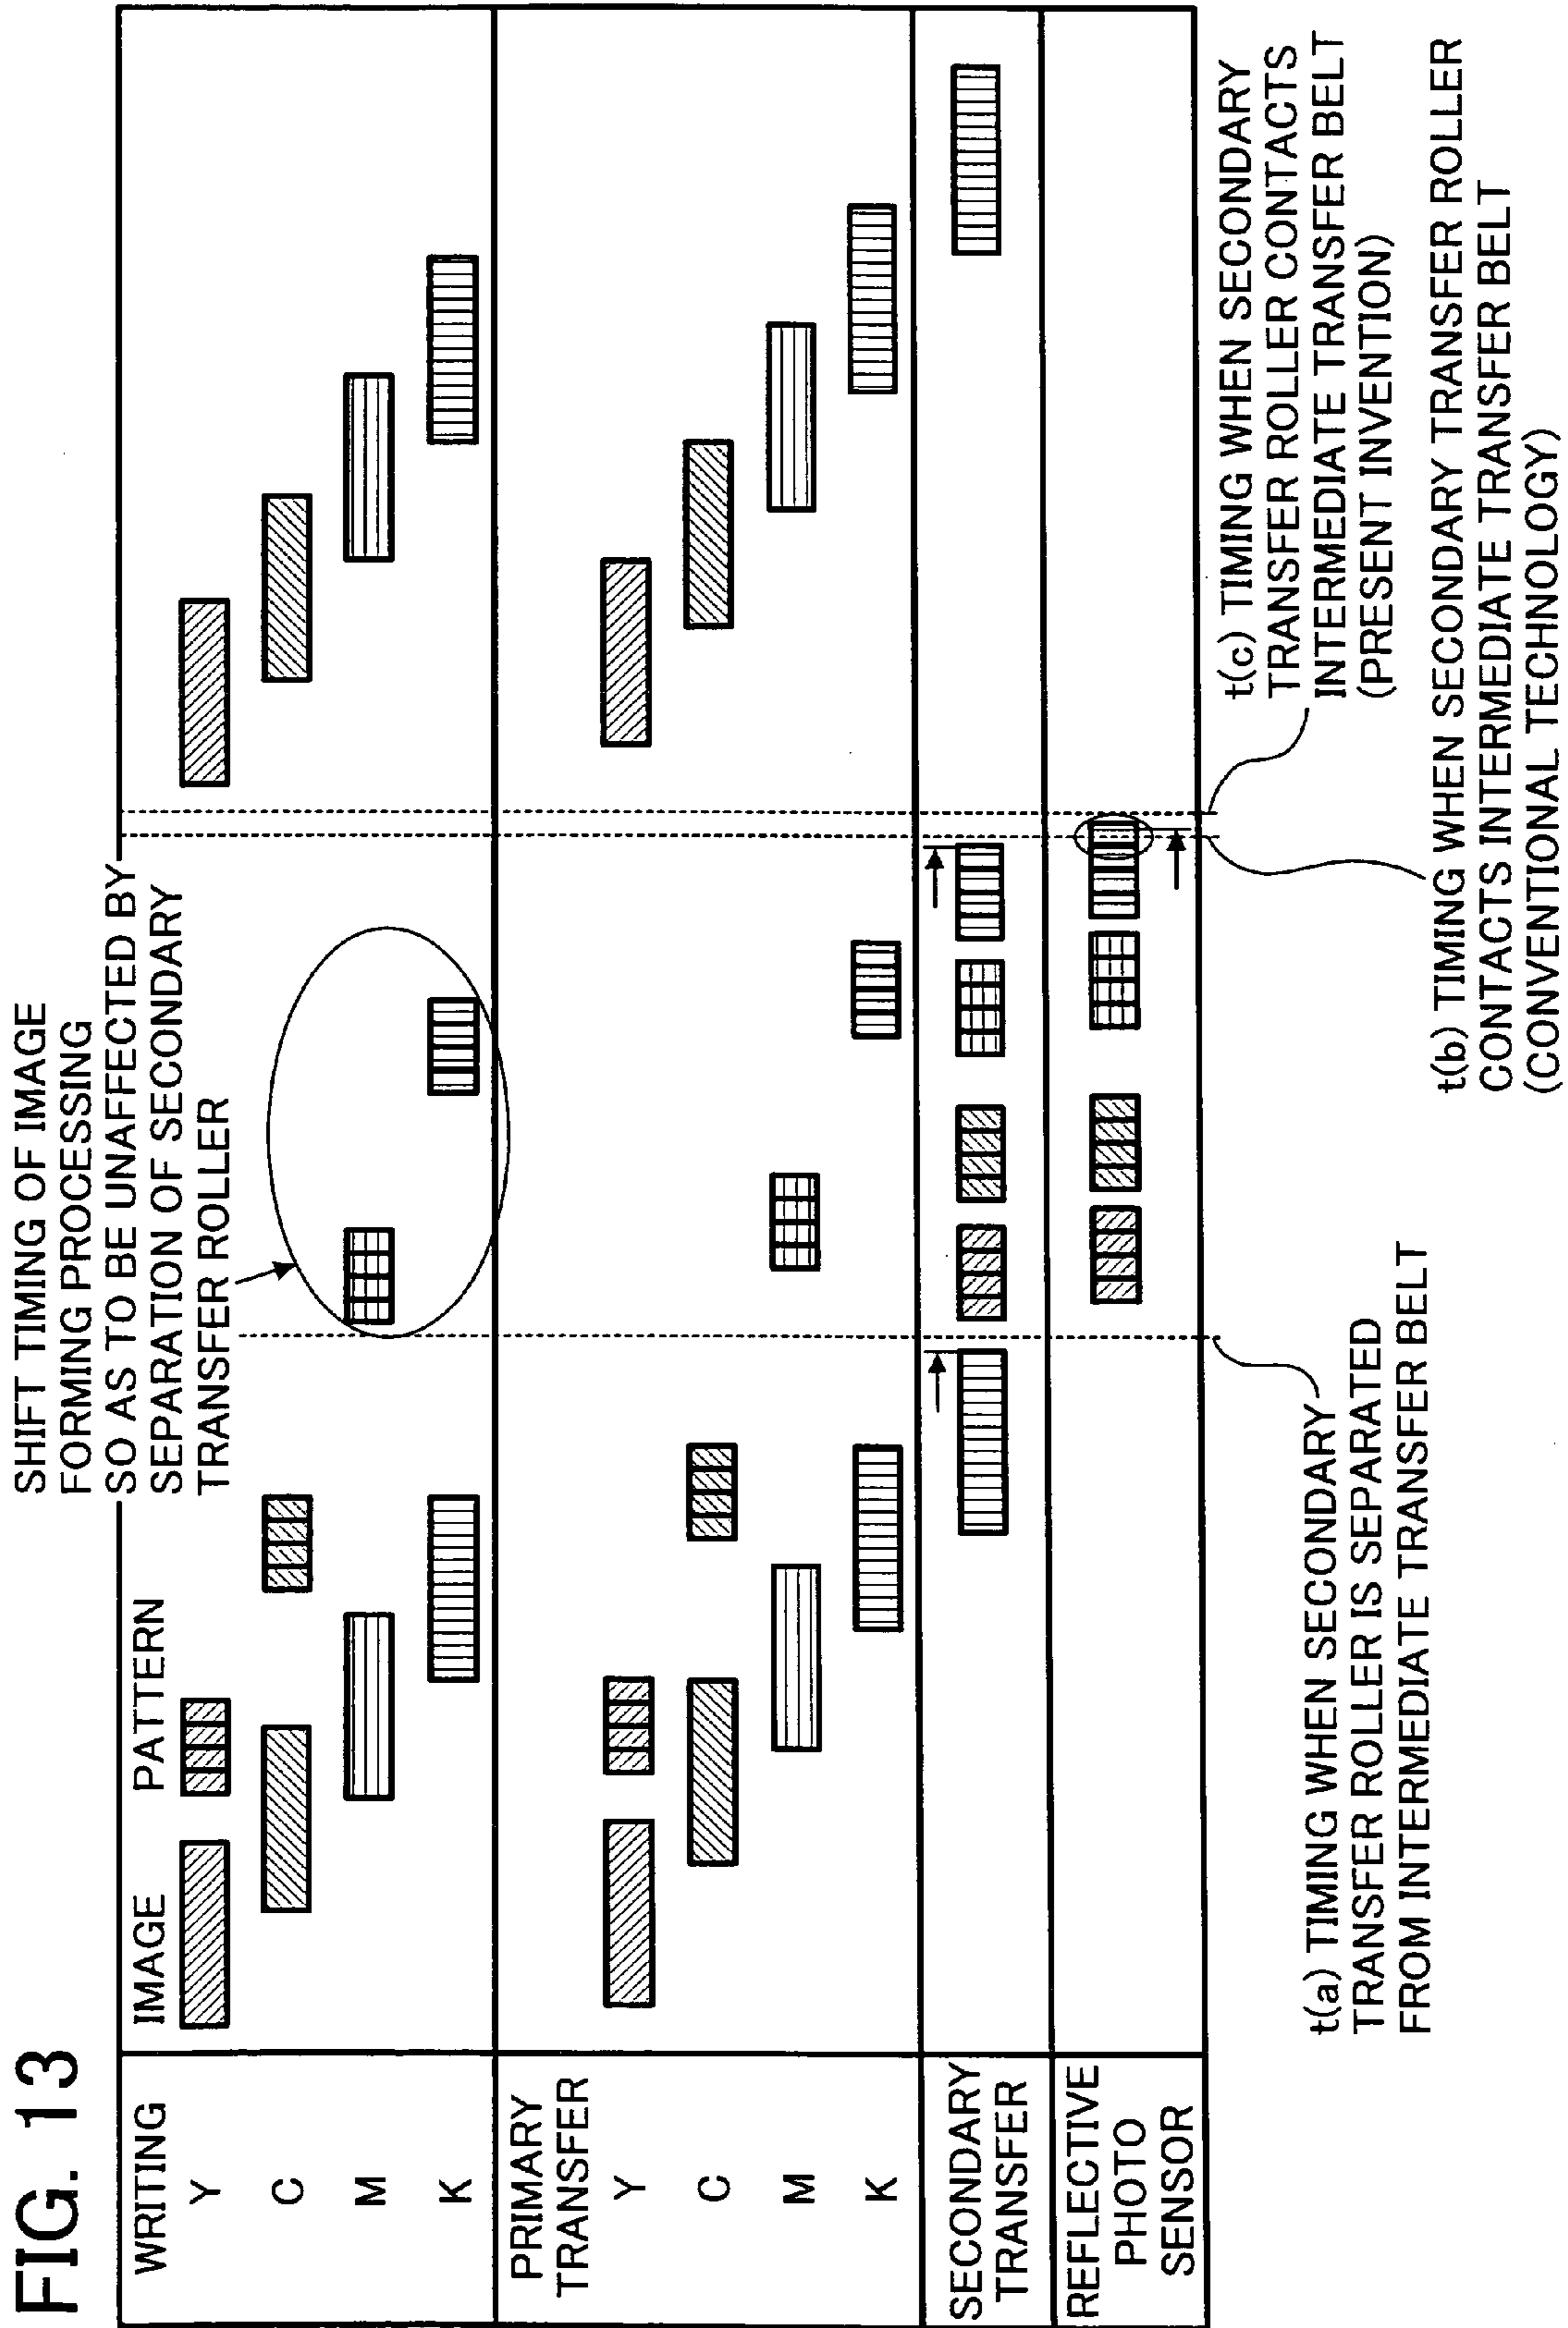 FIG. 13
SHIFT TIMING OF IMAGE
FORMING PROCESSING
SO AS TO BE UNAFFECTED BY
SEPARATION OF SECONDARY
TRANSFER ROLLER
WRITING
IMAGE PATTERN
Y
C
M
K
PRIMARY
TRANSFER
Y
C
M
K
SECONDARY
TRANSFER
REFLECTIVE
PHOTO
SENSOR
t(a) TIMING WHEN SECONDARY
TRANSFER ROLLER IS SEPARATED
FROM INTERMEDIATE TRANSFER BELT
t(c) TIMING WHEN SECONDARY
TRANSFER ROLLER CONTACTS
INTERMEDIATE TRANSFER BELT
(PRESENT INVENTION)
t(b) TIMING WHEN SECONDARY TRANSFER ROLLER
CONTACTS INTERMEDIATE TRANSFER BELT
(CONVENTIONAL TECHNOLOGY)